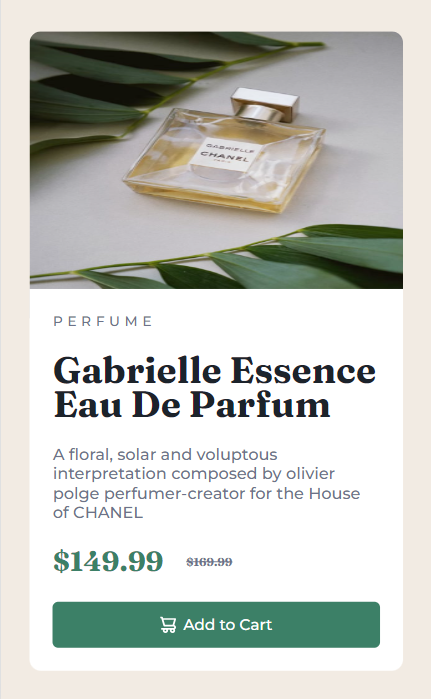 GABRIELLE
CHANEL
PARIS
PERFUME
Gabrielle Essence
Eau De Parfum
A floral, solar and voluptous
interpretation composed by olivier
polge perfumer-creator for the House
of CHANEL
$149.99 $169.99
Add to Cart